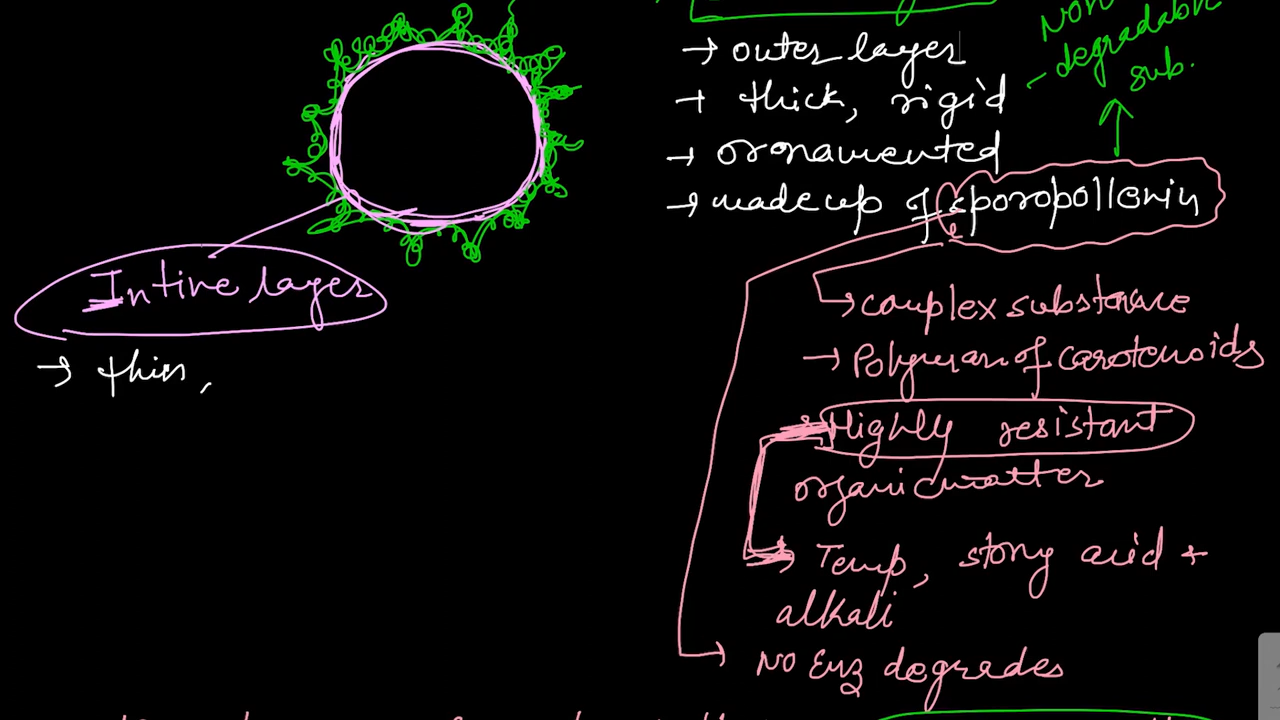 Intine layer
→ thin,
Non
- degradable
sub.
→ outer layer
→ thick, rigid
→ ornamented
→ made up of sporopollenin
→ complex substance
→ Polymer of carotenoids
→ Highly resistant
organic matter
→ Temp, strong acid +
alkali
→ No Enz degrades